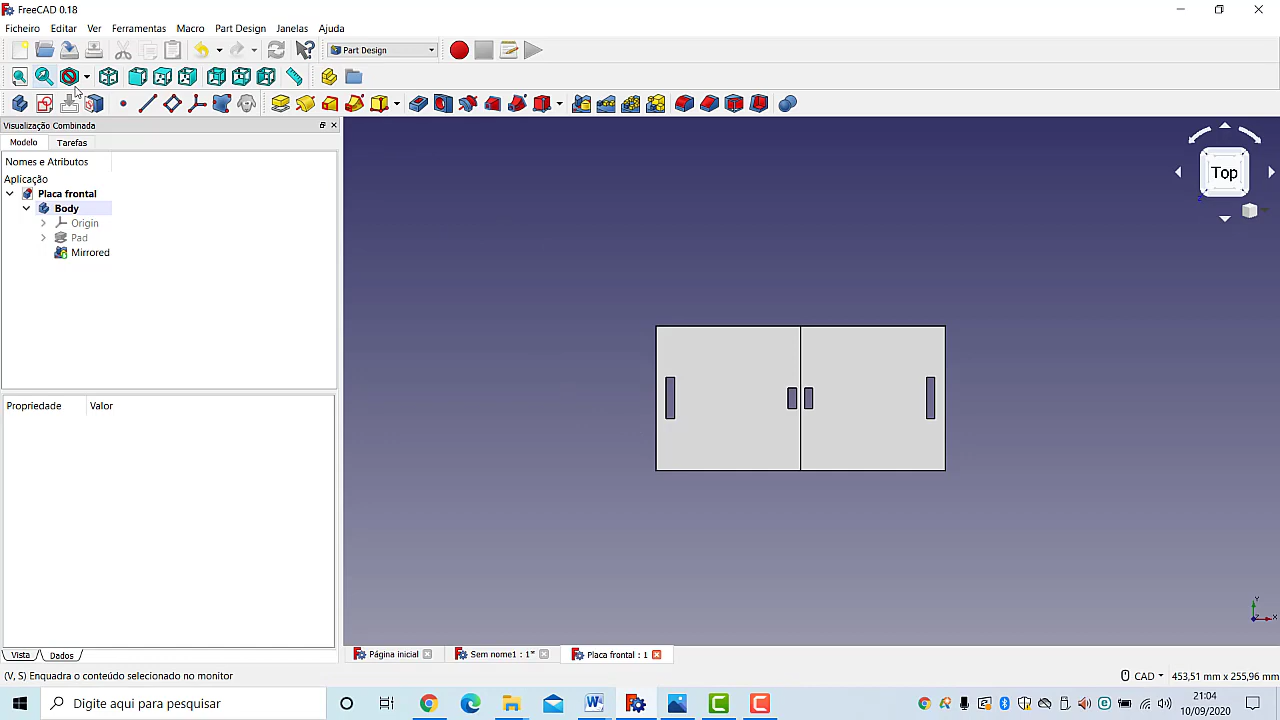 FreeCAD 0.18
Ficheiro Editar Ver Ferramentas Macro Part Design Janelas Ajuda
Part Design
Visualização Combinada
Modelo Tarefas
Nomes e Atributos
Aplicação
Placa frontal
Body
Origin
Pad
Mirrored
Top
Propriedade Valor
Y
X
Z
Vista Dados
Página inicial Sem nome1 : 1* Placa frontal : 1
(V, S) Enquadra o conteúdo selecionado no monitor CAD 453,51 mm x 255,96 mm
Digite aqui para pesquisar
21:04
10/09/2020